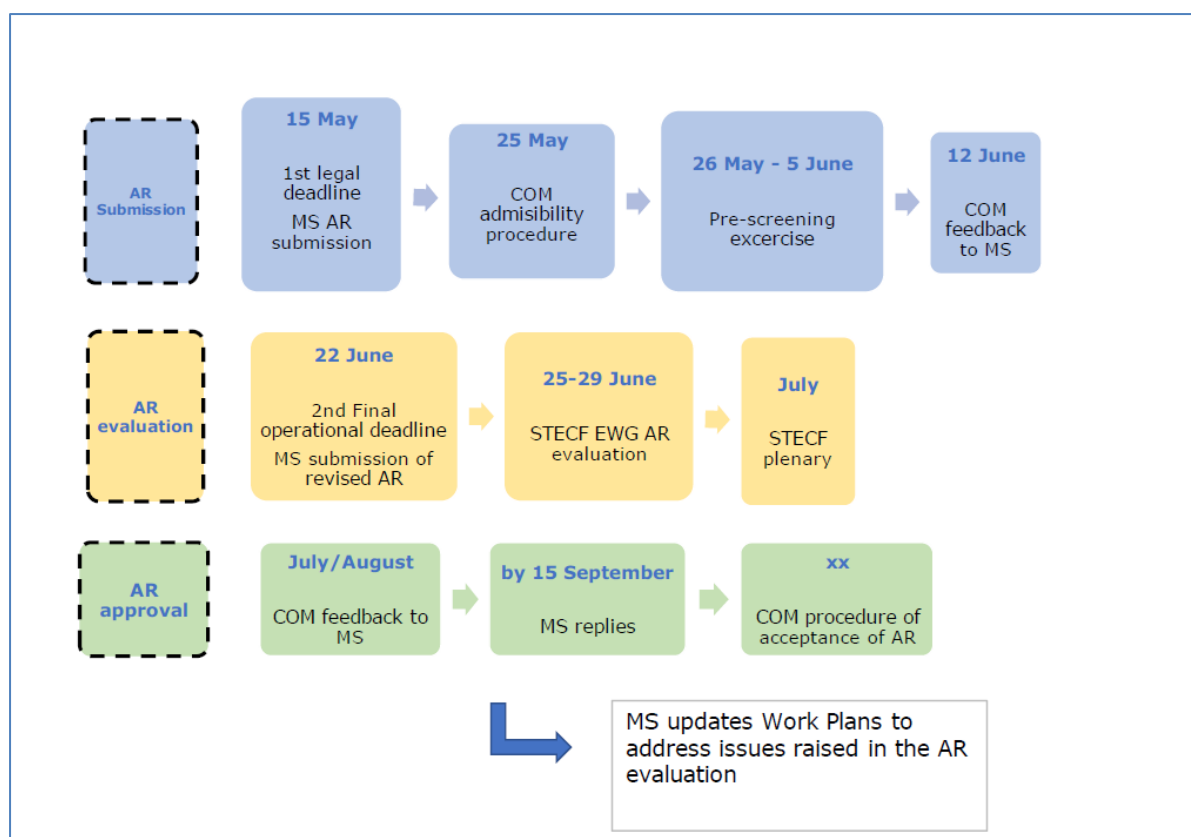 AR
Submission
15 May
1st legal
deadline
MS AR
submission
25 May
COM
admisibility
procedure
26 May - 5 June
Pre-screening
excercise
12 June
COM
feedback
to MS
AR
evaluation
22 June
2nd Final
operational deadline
MS submission of
revised AR
25-29 June
STECF EWG AR
evaluation
July
STECF
plenary
AR
approval
July/August
COM feedback to
MS
by 15 September
MS replies
xx
COM procedure of
acceptance of AR
MS updates Work Plans to
address issues raised in the AR
evaluation